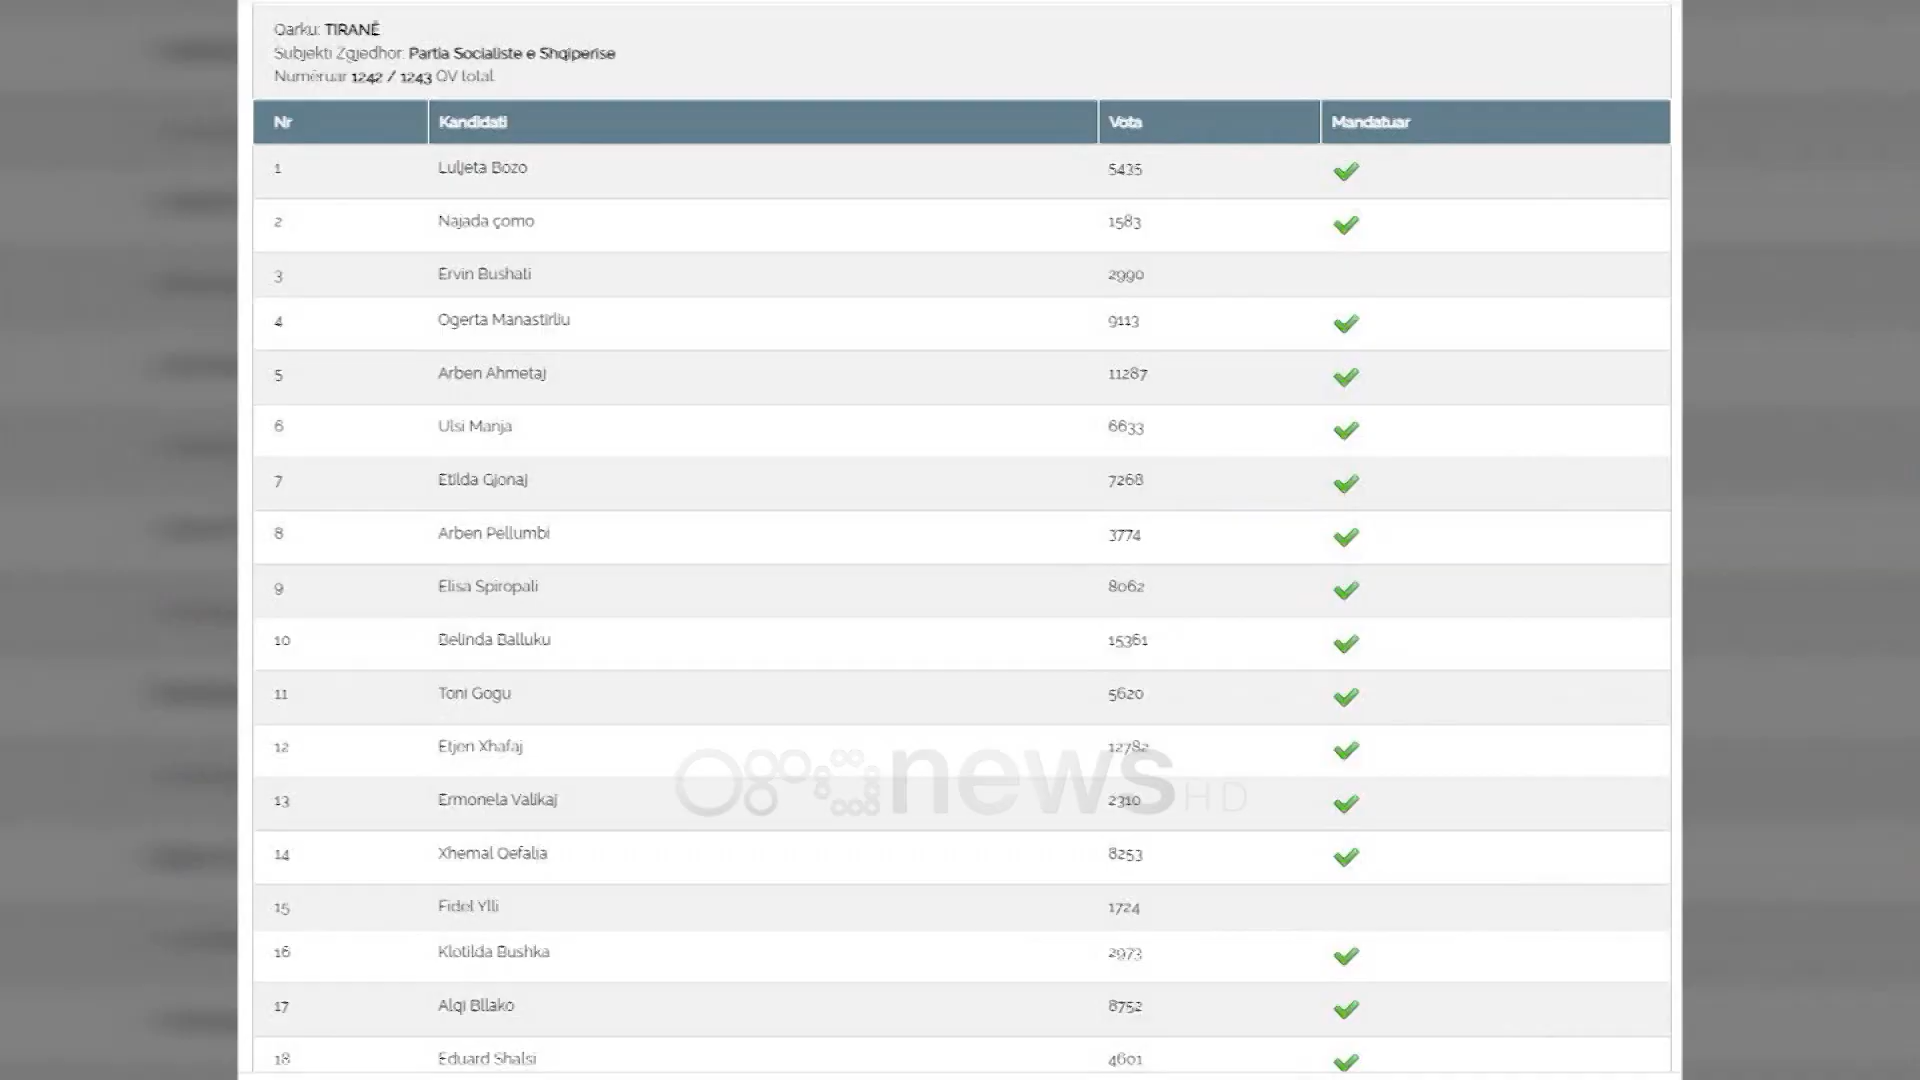 Qarku: TIRANË
Subjekti Zgjedhor: Partia Socialiste e Shqiperise
Numëruar 1242 / 1243 QV total
Nr Kandidati Vota Mandatuar
1 Luljeta Bozo 5435
2 Najada çomo 1583
3 Ervin Bushati 2990
4 Ogerta Manastirliu 9113
5 Arben Ahmetaj 11287
6 Ulsi Manja 6633
7 Etilda Gjonaj 7268
8 Arben Pellumbi 3774
9 Elisa Spiropali 8062
10 Belinda Balluku 15361
11 Toni Gogu 5620
12 Etjen Xhafaj 12782
13 Ermonela Valikaj 2310
14 Xhemal Qefalia 8253
15 Fidel Ylli 1724
16 Klotilda Bushka 2973
17 Alqi Bllako 8752
18 Eduard Shalsi 4601
news HD